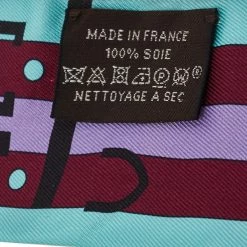 MADE IN FRANCE
100% SOIE
NETTOYAGE A SEC